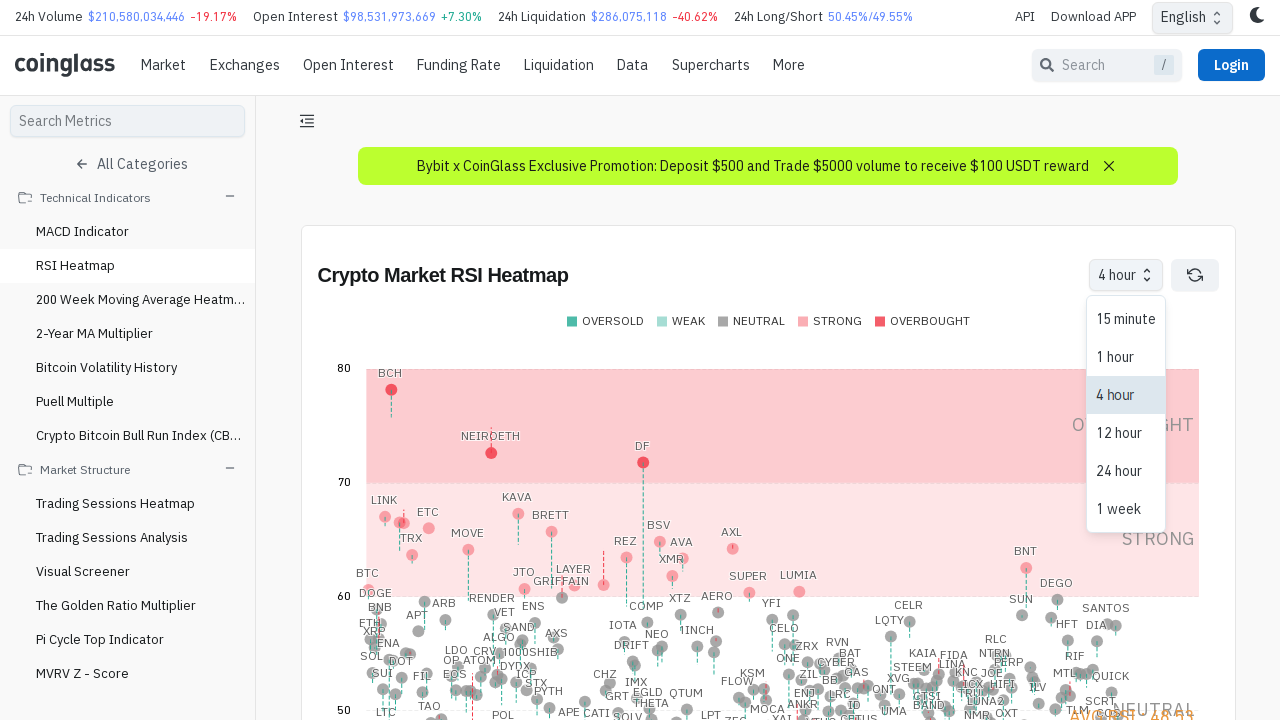 24h Volume $210,580,034,446 -19.17% Open Interest $98,531,973,669 +7.30% 24h Liquidation $286,075,118 -40.62% 24h Long/Short 50.45%/49.55% API Download APP English
coinglass Market Exchanges Open Interest Funding Rate Liquidation Data Supercharts More Search / Login
Search Metrics
All Categories
Technical Indicators
MACD Indicator
RSI Heatmap
200 Week Moving Average Heatm...
2-Year MA Multiplier
Bitcoin Volatility History
Puell Multiple
Crypto Bitcoin Bull Run Index (CB...
Market Structure
Trading Sessions Heatmap
Trading Sessions Analysis
Visual Screener
The Golden Ratio Multiplier
Pi Cycle Top Indicator
MVRV Z - Score
Bybit x CoinGlass Exclusive Promotion: Deposit $500 and Trade $5000 volume to receive $100 USDT reward
Crypto Market RSI Heatmap
4 hour
15 minute
1 hour
4 hour
12 hour
24 hour
1 week
OVERSOLD WEAK NEUTRAL STRONG OVERBOUGHT
80
BCH
NEIROETH
DF
70
LINK
ETC
KAVA
BRETT
BSV
AXL
TRX
MOVE
REZ
AVA
XMR
BNT
STRONG
BTC
JTO
LAYER
GRIFFAIN
SUPER
LUMIA
DEGO
60
DOGE
BNB
ARB
RENDER
ENS
COMP
XTZ
AERO
YFI
CELR
SUN
SANTOS
ETH
XRP
APT
VET
SAND
IOTA
1INCH
CELO
LQTY
HFT
DIA
ENA
ALGO
AXS
NEO
RVN
RLC
SOL
DOT
LDO
CRV
1000SHIB
DRIFT
ZRX
BAT
KAIA
FIDA
NTRN
RIF
OP
ATOM
DYDX
ONE
CYBER
STEEM
LINA
PERP
SUI
FIL
EOS
ICP
CHZ
IMX
KSM
ZIL
GAS
XVG
KNC
JOE
MTL
QUICK
STX
FLOW
BB
ICX
HIFI
PYTH
GRT
EGLD
QTUM
ENJ
LRC
ONT
CTSI
LUNA2
SCRT
LTC
TAO
THETA
ANKR
ID
BAND
50
POL
APE
CATI
LPT
MOCA
UMA
NMR
OXT
TLM
NEUTRAL